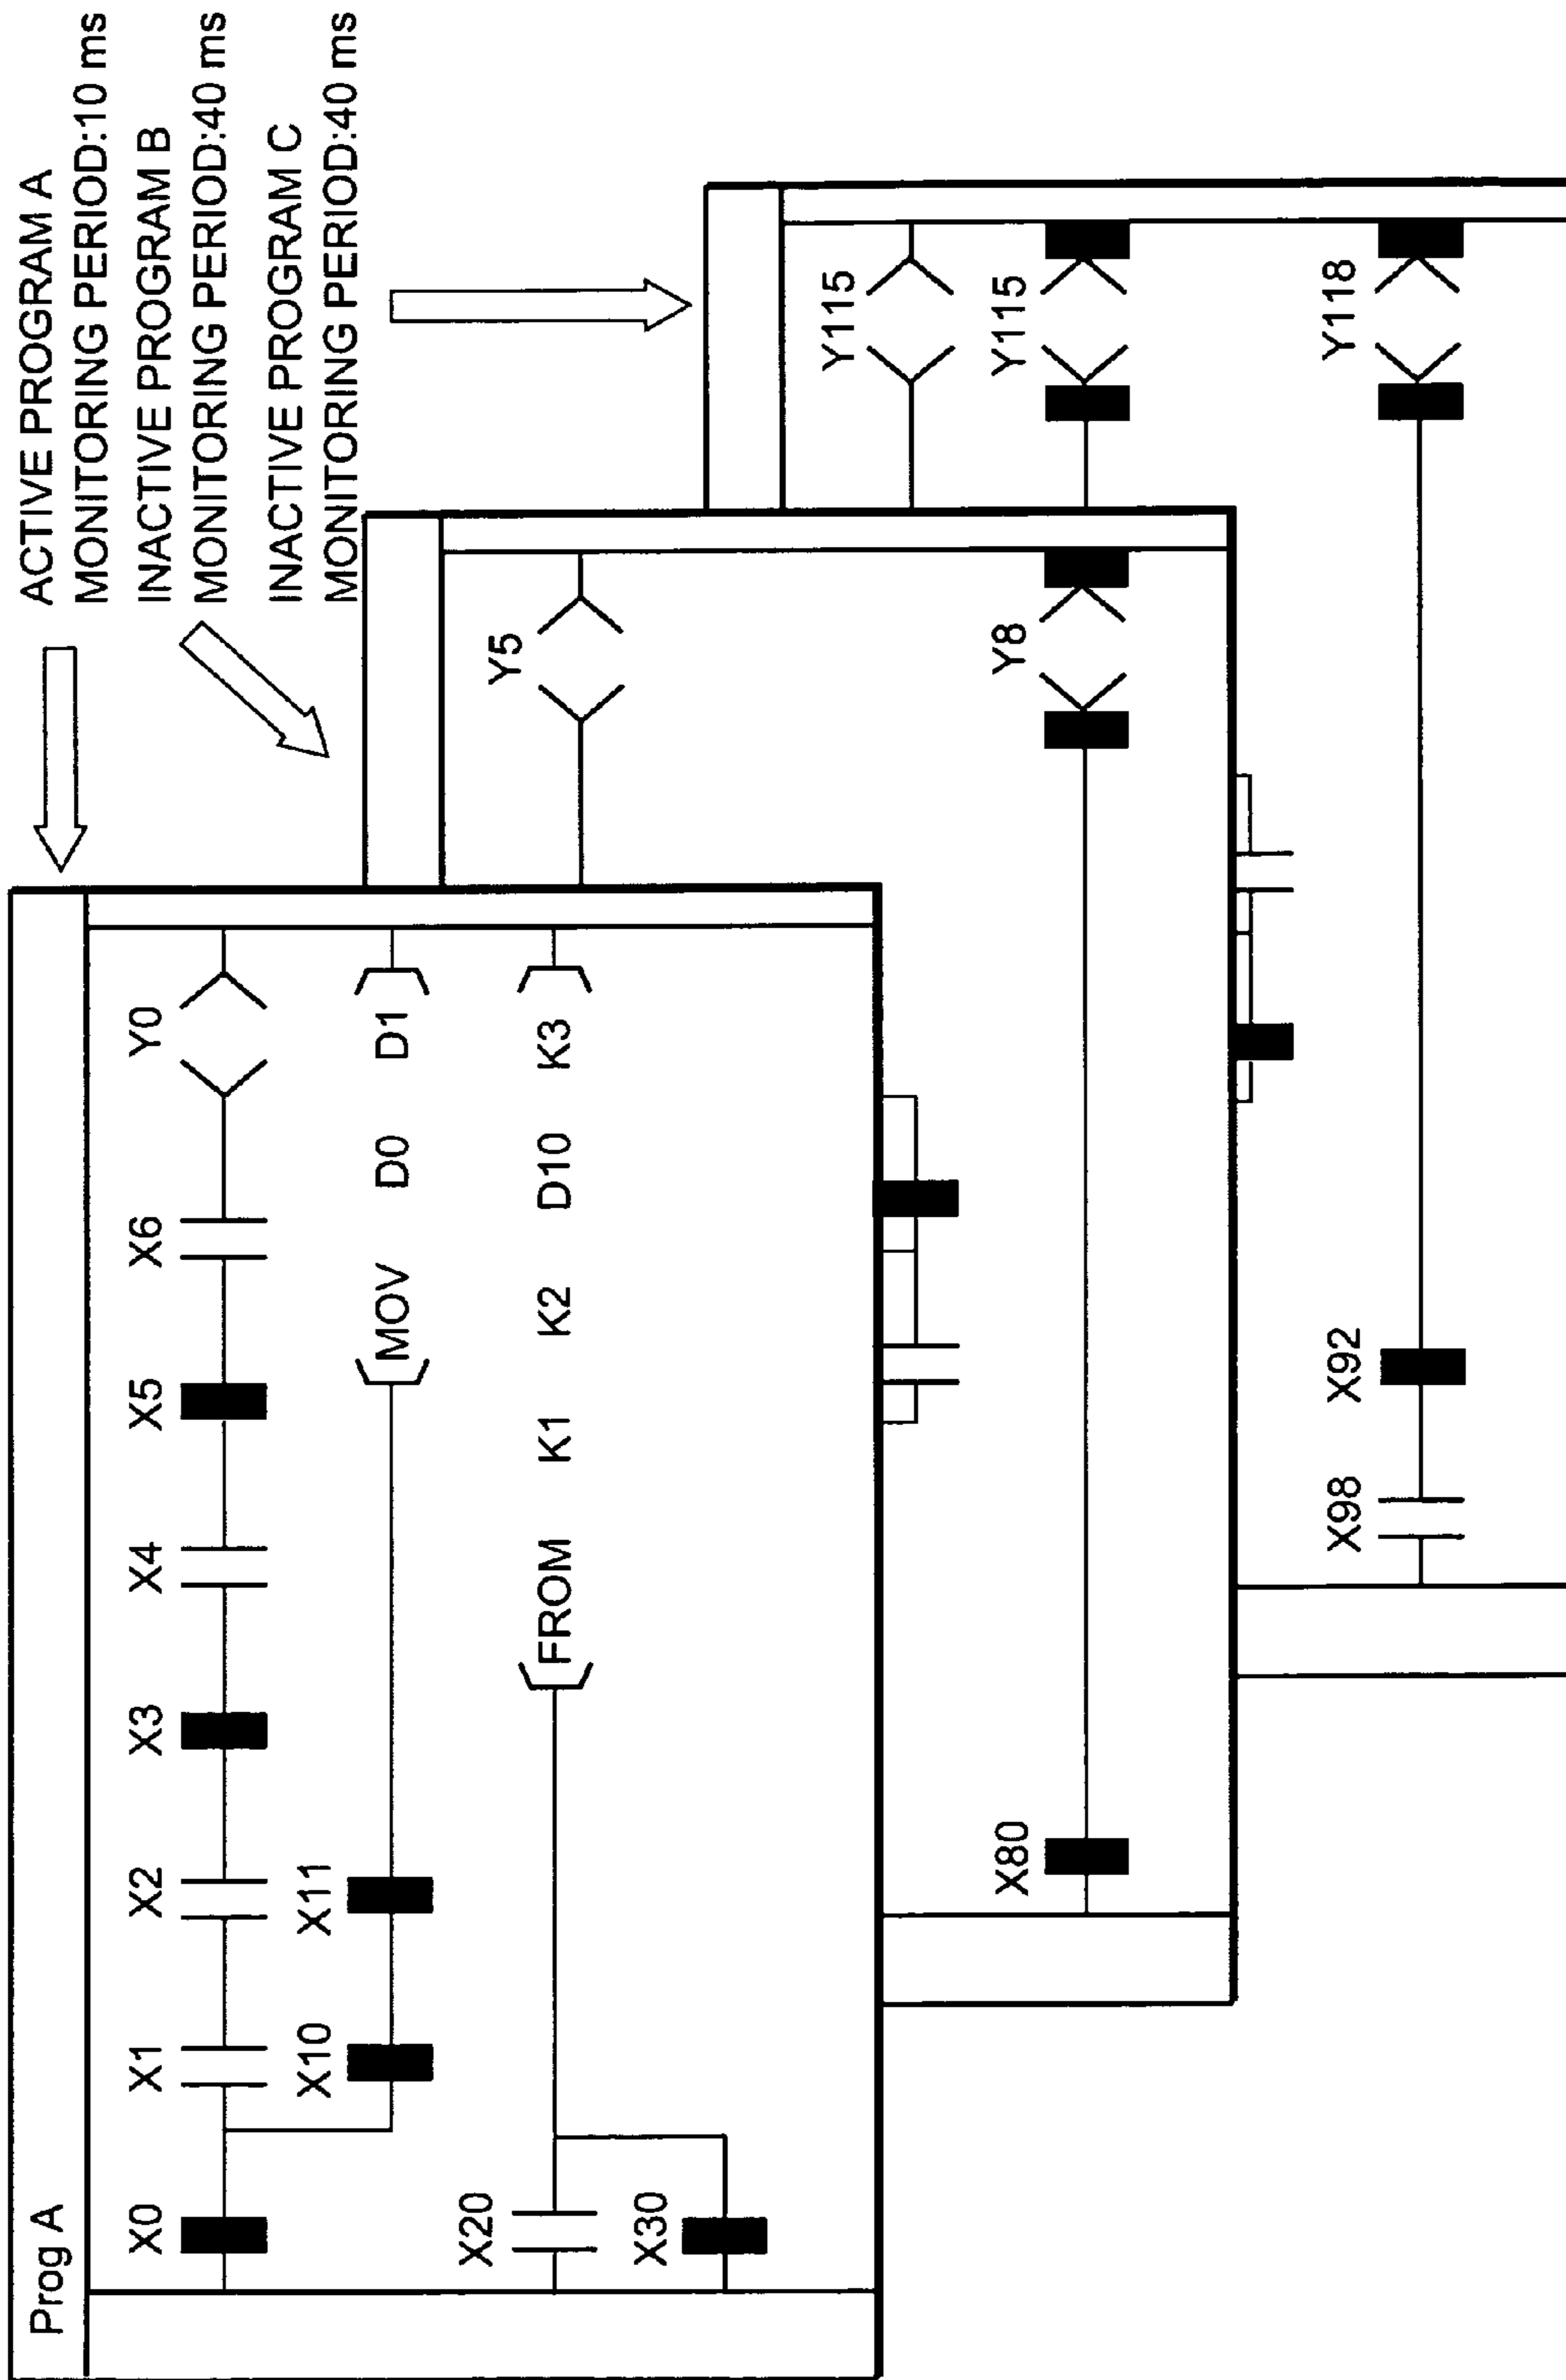 ACTIVE PROGRAM A
MONITORING PERIOD:10 ms
INACTIVE PROGRAM B
MONITORING PERIOD:40 ms
INACTIVE PROGRAM C
MONITORING PERIOD:40 ms
Prog A
X0 X1 X2 X3 X4 X5 X6 Y0
X10 X11 MOV D0 D1
X20 FROM K1 K2 D10 K3
X30
Y5
X80 Y8
Y115
Y115
X98 X92 Y118